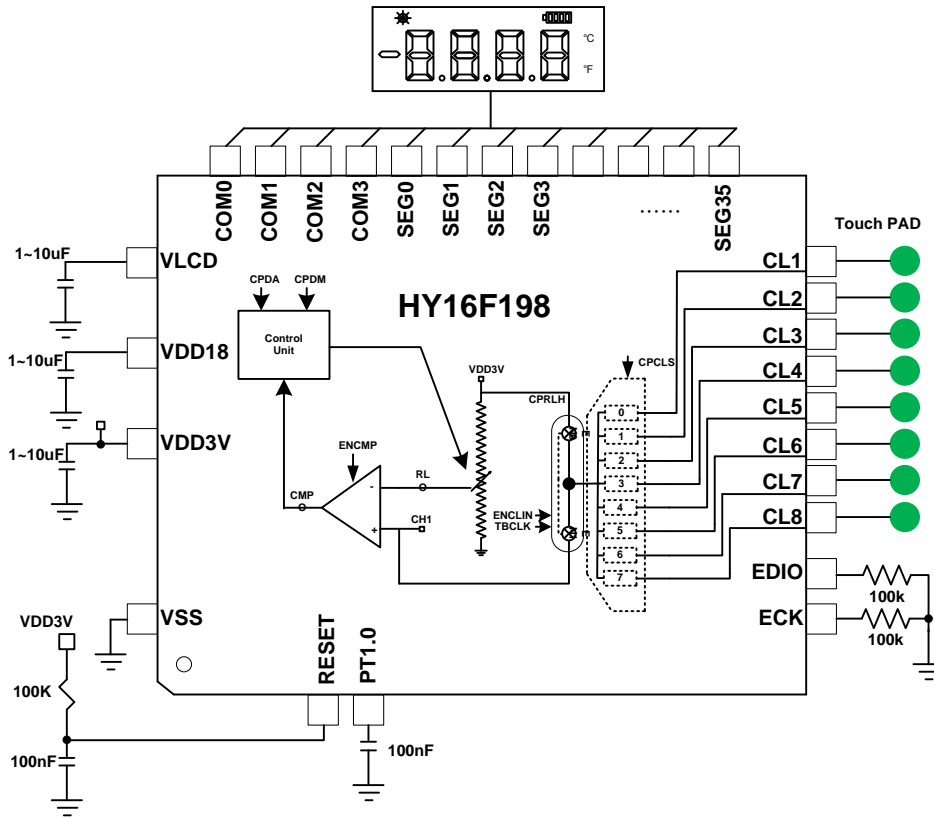 °C
°F
COM0
COM1
COM2
COM3
SEG0
SEG1
SEG2
SEG3
......
SEG35
Touch PAD
1~10uF
VLCD
CL1
CPDA
CPDM
HY16F198
CL2
Control
Unit
CL3
1~10uF
VDD18
VDD3V
CPCLS
CL4
CPRLH
0
CL5
1
1~10uF
VDD3V
ENCMP
2
CL6
RL
3
CMP
-
CL7
4
ENCLIN
CH1
TBCLK
+
5
CL8
6
7
EDIO
100k
VDD3V
VSS
ECK
100k
RESET
PT1.0
100K
100nF
100nF